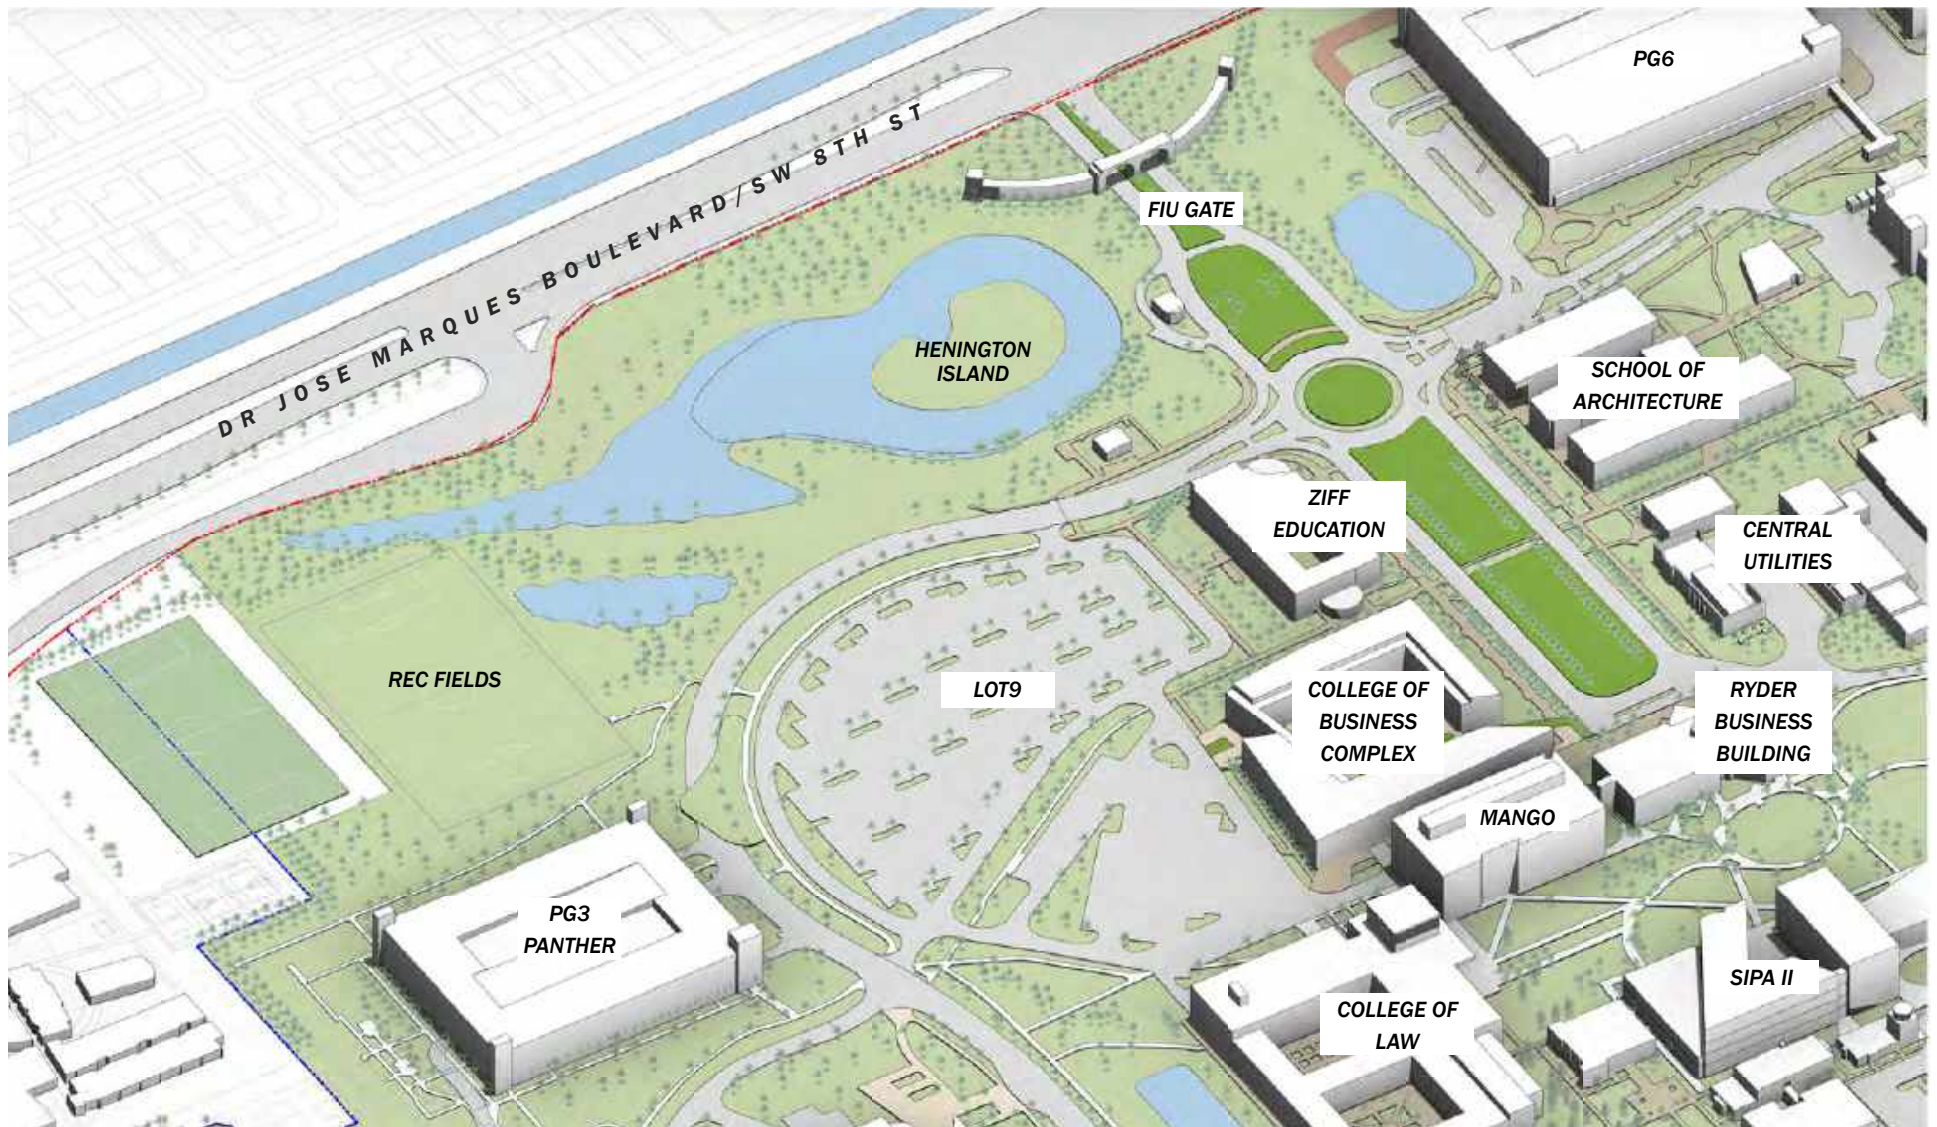 PG6
DR JOSE MARQUES BOULEVARD/SW 8TH ST
FIU GATE
HENINGTON
ISLAND
SCHOOL OF
ARCHITECTURE
ZIFF
EDUCATION
CENTRAL
UTILITIES
REC FIELDS
LOT9
COLLEGE OF
BUSINESS
COMPLEX
RYDER
BUSINESS
BUILDING
MANGO
PG3
PANTHER
SIPA II
COLLEGE OF
LAW